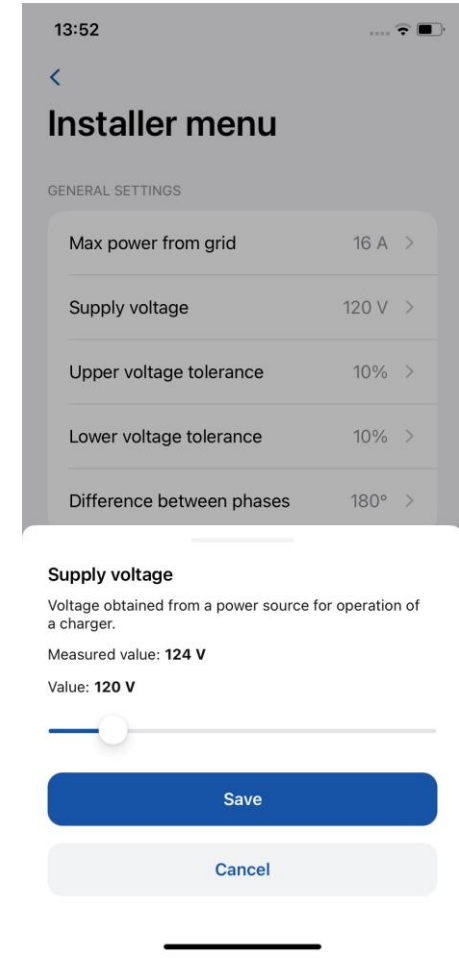 13:52
Installer menu
GENERAL SETTINGS
Max power from grid 16 A >
Supply voltage 120 V >
Upper voltage tolerance 10% >
Lower voltage tolerance 10% >
Difference between phases 180° >
Supply voltage
Voltage obtained from a power source for operation of
a charger.
Measured value: 124 V
Value: 120 V
Save
Cancel